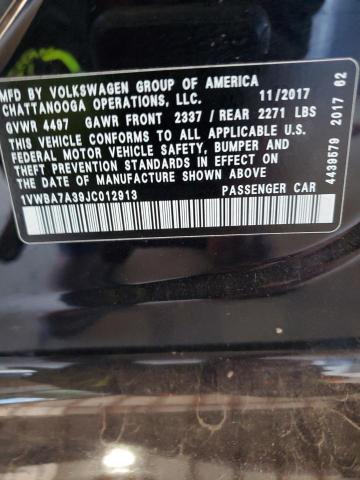 MFD BY VOLKSWAGEN GROUP OF AMERICA
CHATTANOOGA OPERATIONS, LLC. 11/2017
GVWR 4497 GAWR FRONT 2337 / REAR 2271 LBS
THIS VEHICLE CONFORMS TO ALL APPLICABLE U.S.
FEDERAL MOTOR VEHICLE SAFETY, BUMPER AND
THEFT PREVENTION STANDARDS IN EFFECT ON
THE DATE OF MANUFACTURE SHOWN ABOVE.
1VWBA7A39JC012913 PASSENGER CAR
4439579 2017 62